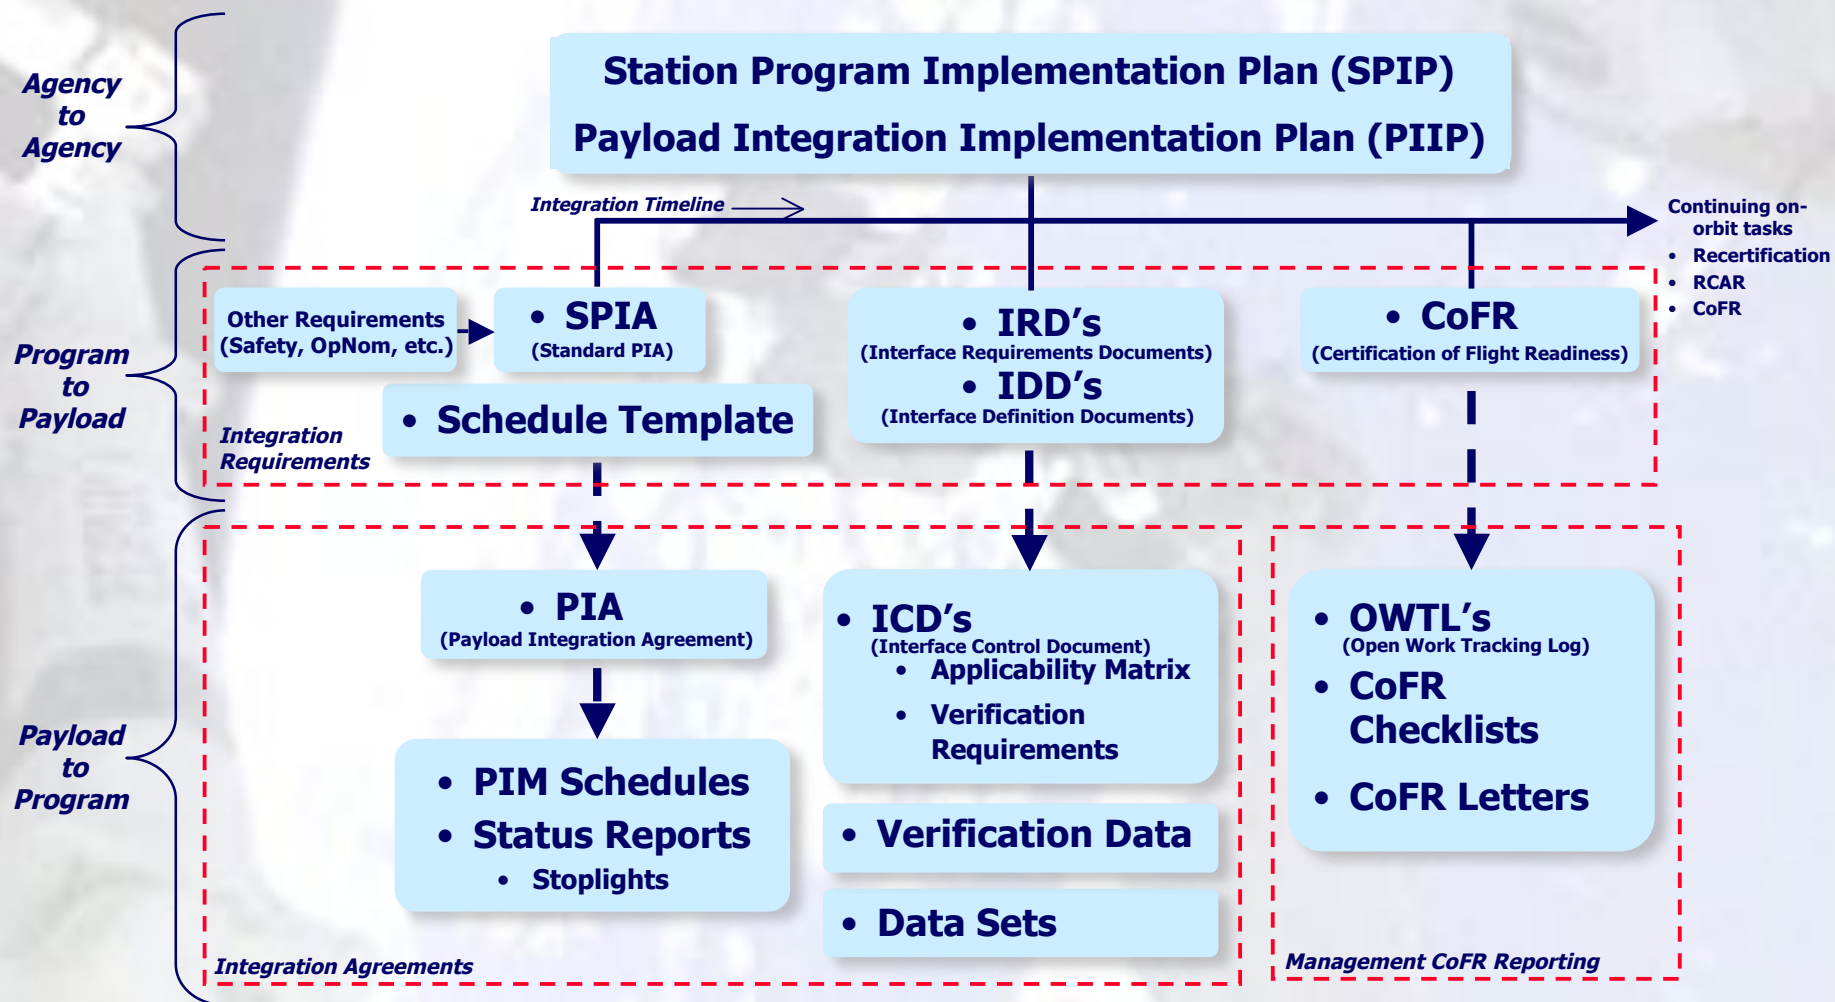 Agency
to
Agency
Station Program Implementation Plan (SPIP)
Payload Integration Implementation Plan (PIIP)
Integration Timeline
Continuing on-
orbit tasks
• Recertification
• RCAR
• CoFR
Program
to
Payload
Other Requirements
(Safety, OpNom, etc.)
• SPIA
(Standard PIA)
• Schedule Template
Integration
Requirements
• IRD’s
(Interface Requirements Documents)
• IDD’s
(Interface Definition Documents)
• CoFR
(Certification of Flight Readiness)
Payload
to
Program
• PIA
(Payload Integration Agreement)
• PIM Schedules
• Status Reports
• Stoplights
• ICD’s
(Interface Control Document)
• Applicability Matrix
• Verification
Requirements
• Verification Data
• Data Sets
Integration Agreements
• OWTL’s
(Open Work Tracking Log)
• CoFR
Checklists
• CoFR Letters
Management CoFR Reporting